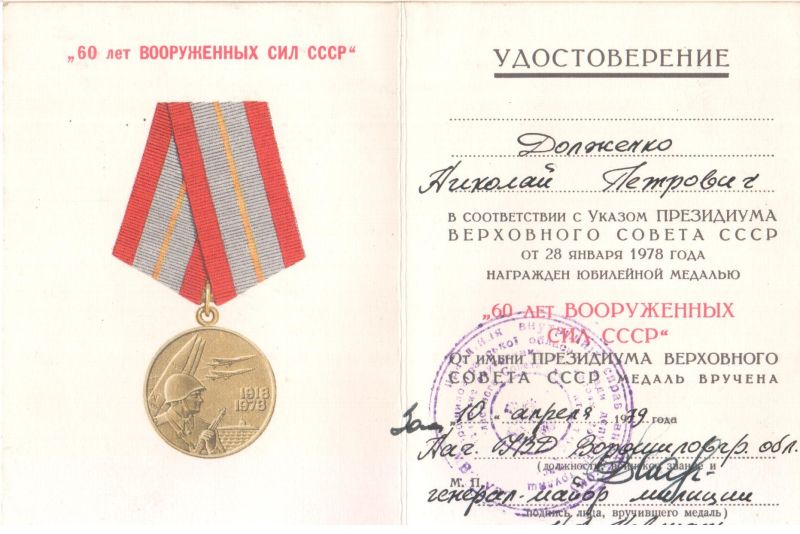 „60 лет ВООРУЖЕННЫХ СИЛ СССР“
1918
1978
УДОСТОВЕРЕНИЕ
Долженко
Николай Петрович
В СООТВЕТСТВИИ С УКАЗОМ ПРЕЗИДИУМА
ВЕРХОВНОГО СОВЕТА СССР
ОТ 28 ЯНВАРЯ 1978 ГОДА
НАГРАЖДЕН ЮБИЛЕЙНОЙ МЕДАЛЬЮ
„60 ЛЕТ ВООРУЖЕННЫХ
СИЛ СССР“
ОТ ИМЕНИ ПРЕЗИДИУМА ВЕРХОВНОГО
СОВЕТА СССР МЕДАЛЬ ВРУЧЕНА
Зам. „10“ апреля 1979 года
Нач. УВД Ворошиловгр. обл.
(должность, воинское звание и
М. П.
генерал-майор милиции
подпись лица, вручившего медаль)